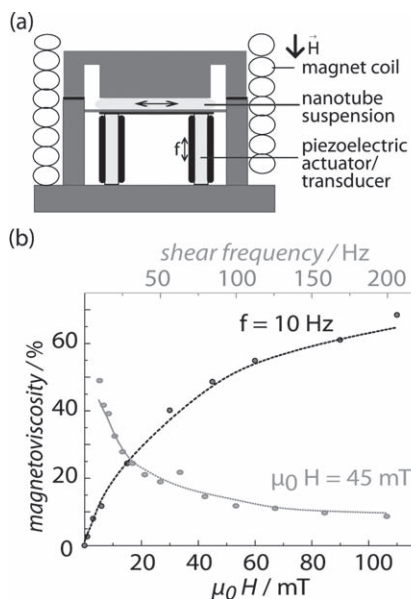 (a)
H
magnet coil
nanotube
suspension
f
piezoelectric
actuator/
transducer
(b)
shear frequency / Hz
50 100 150 200
f = 10 Hz
60
40
20
0
magnetoviscosity / %
μ₀ H = 45 mT
20 40 60 80 100
μ₀ H / mT